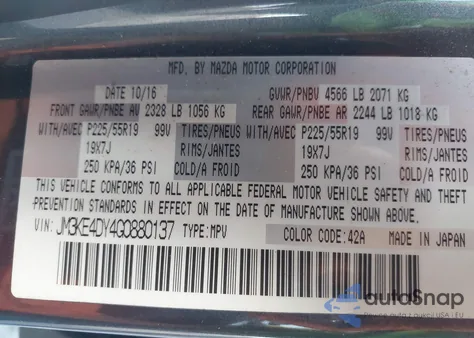 MFD. BY MAZDA MOTOR CORPORATION
DATE 10/16 GVWR/PNBV 4566 LB 2071 KG
FRONT GAWR/PNBE AV 2328 LB 1056 KG REAR GAWR/PNBE AR 2244 LB 1018 KG
WITH/AVEC P225/55R19 99V TIRES/PNEUS WITH/AVEC P225/55R19 99V TIRES/PNEUS
19X7J RIMS/JANTES 19X7J RIMS/JANTES
250 KPA/36 PSI COLD/A FROID 250 KPA/36 PSI COLD/A FROID
THIS VEHICLE CONFORMS TO ALL APPLICABLE FEDERAL MOTOR VEHICLE SAFETY AND THEFT
PREVENTION STANDARDS IN EFFECT ON THE DATE OF MANUFACTURE SHOWN ABOVE.
VIN: JM3KE4DY4G0880137 TYPE:MPV COLOR CODE:42A MADE IN JAPAN
autoSnap
auta z aukcji USA i EU